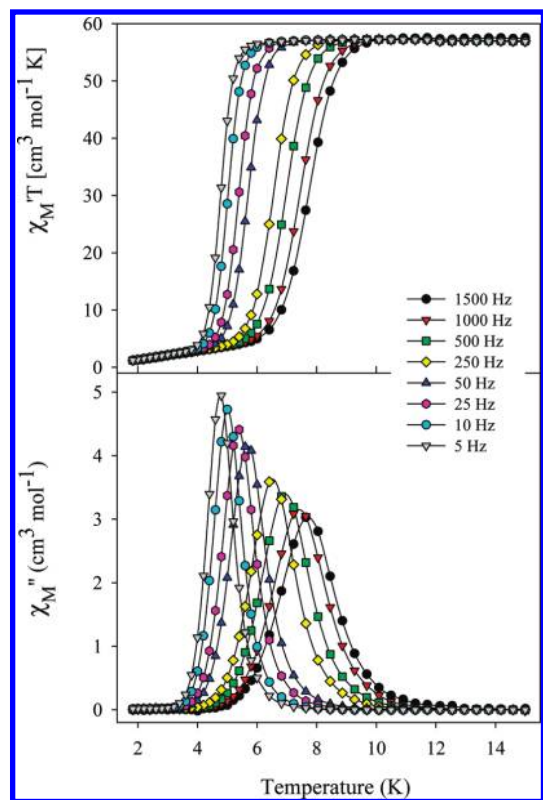 60
50
40
30
20
10
0
χM'T [cm³ mol⁻¹ K]
1500 Hz
1000 Hz
500 Hz
250 Hz
50 Hz
25 Hz
10 Hz
5 Hz
5
4
3
2
1
0
χM" (cm³ mol⁻¹)
2 4 6 8 10 12 14
Temperature (K)